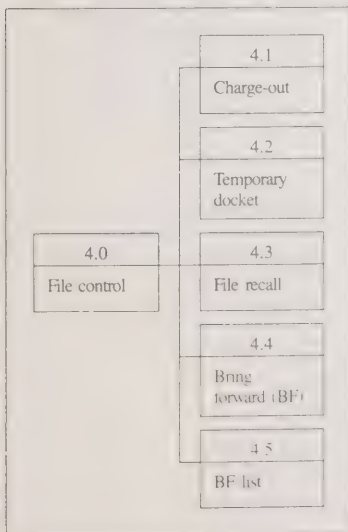 4.1
Charge-out
4.2
Temporary
docket
4.0
File control
4.3
File recall
4.4
Bring
forward (BF)
4.5
BF list